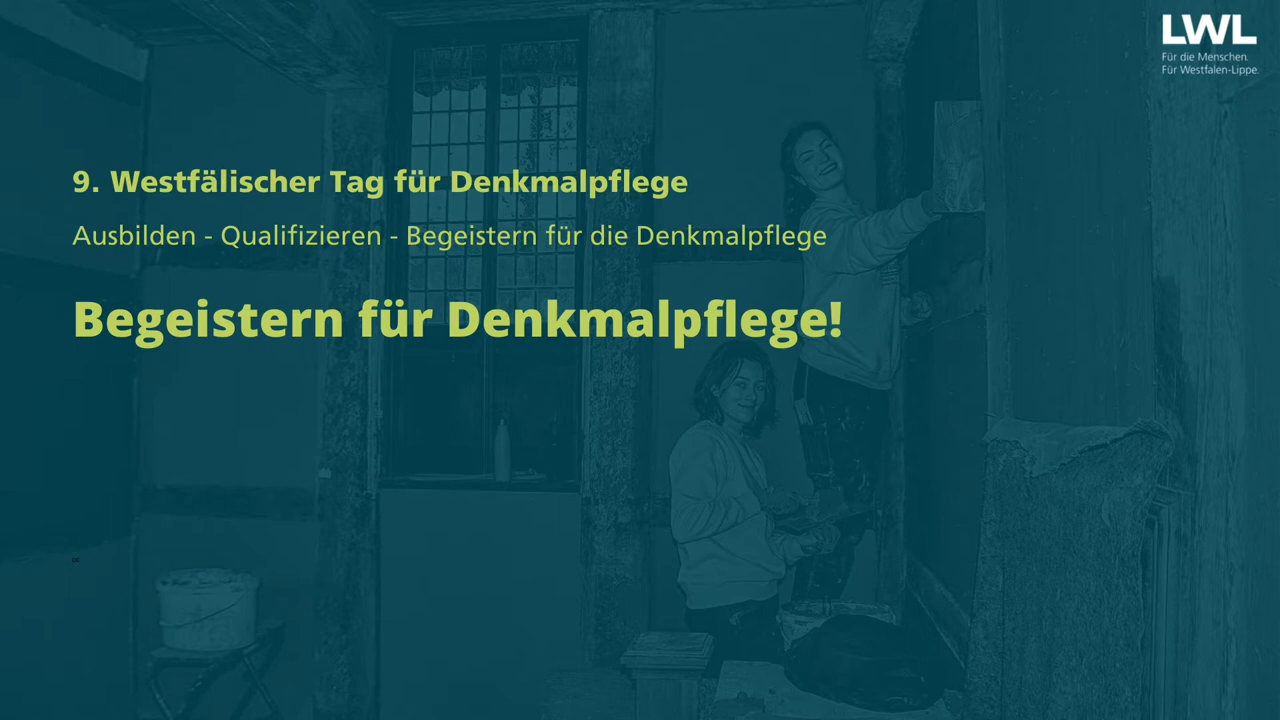 LWL
Für die Menschen.
Für Westfalen-Lippe.
9. Westfälischer Tag für Denkmalpflege
Ausbilden - Qualifizieren - Begeistern für die Denkmalpflege
Begeistern für Denkmalpflege!